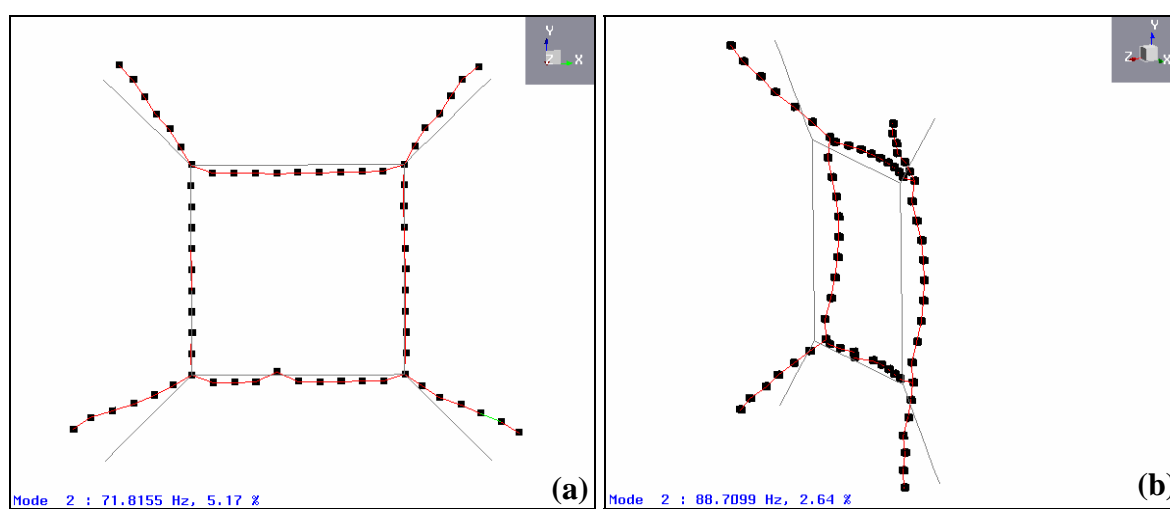 Y
Z X
Mode 2 : 71.8155 Hz, 5.17 %
(a)
Y
Z X
Mode 2 : 88.7099 Hz, 2.64 %
(b)